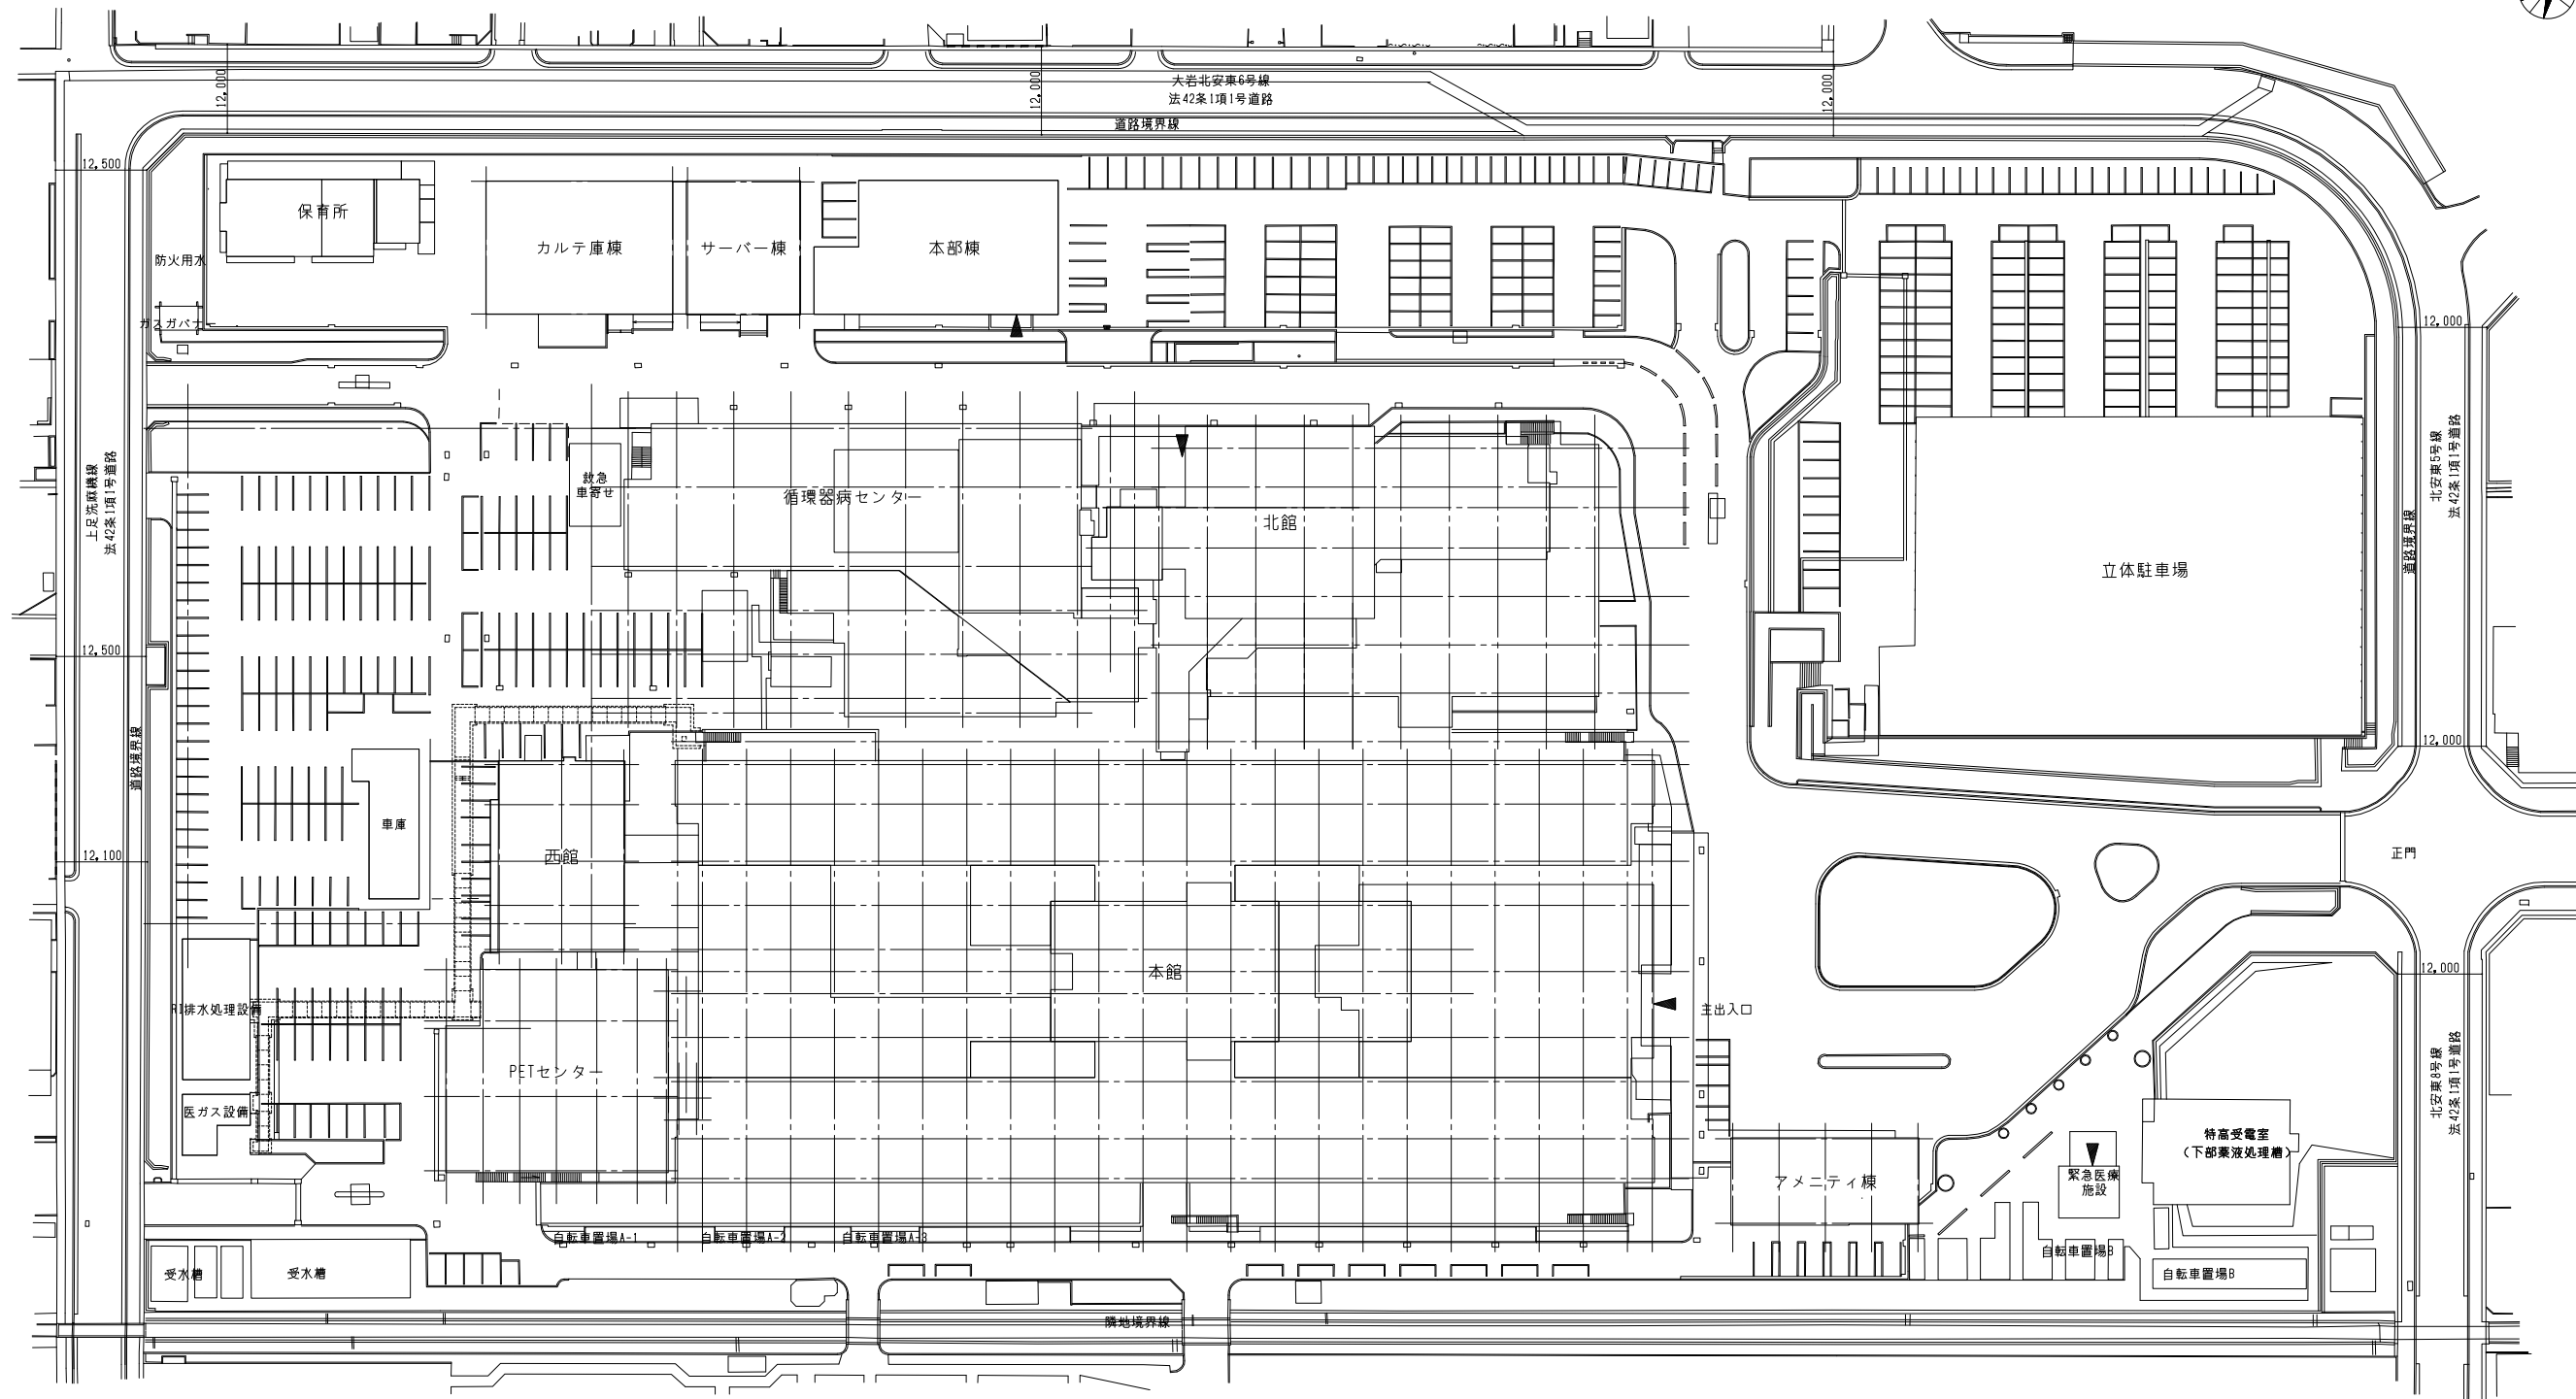 12,000
12,000
12,000
大岩北安東6号線
法42条1項1号道路
道路境界線
12,500
保育所
カルテ庫棟
サーバー棟
本部棟
防火用水
ガスガバナー
12,000
上足洗麻機線
法42条1項1号道路
救急
車寄せ
循環器病センター
北館
立体駐車場
道路境界線
北安東5号線
法42条1項1号道路
12,500
道路境界線
12,000
車庫
西館
12,100
正門
本館
12,000
RI排水処理設備
主出入口
PETセンター
医ガス設備
北安東8号線
法42条1項1号道路
特高受電室
(下部薬液処理槽)
緊急医療
施設
アメニティ棟
自転車置場A-1
自転車置場A-2
自転車置場A-3
自転車置場B
受水槽
受水槽
自転車置場B
隣地境界線